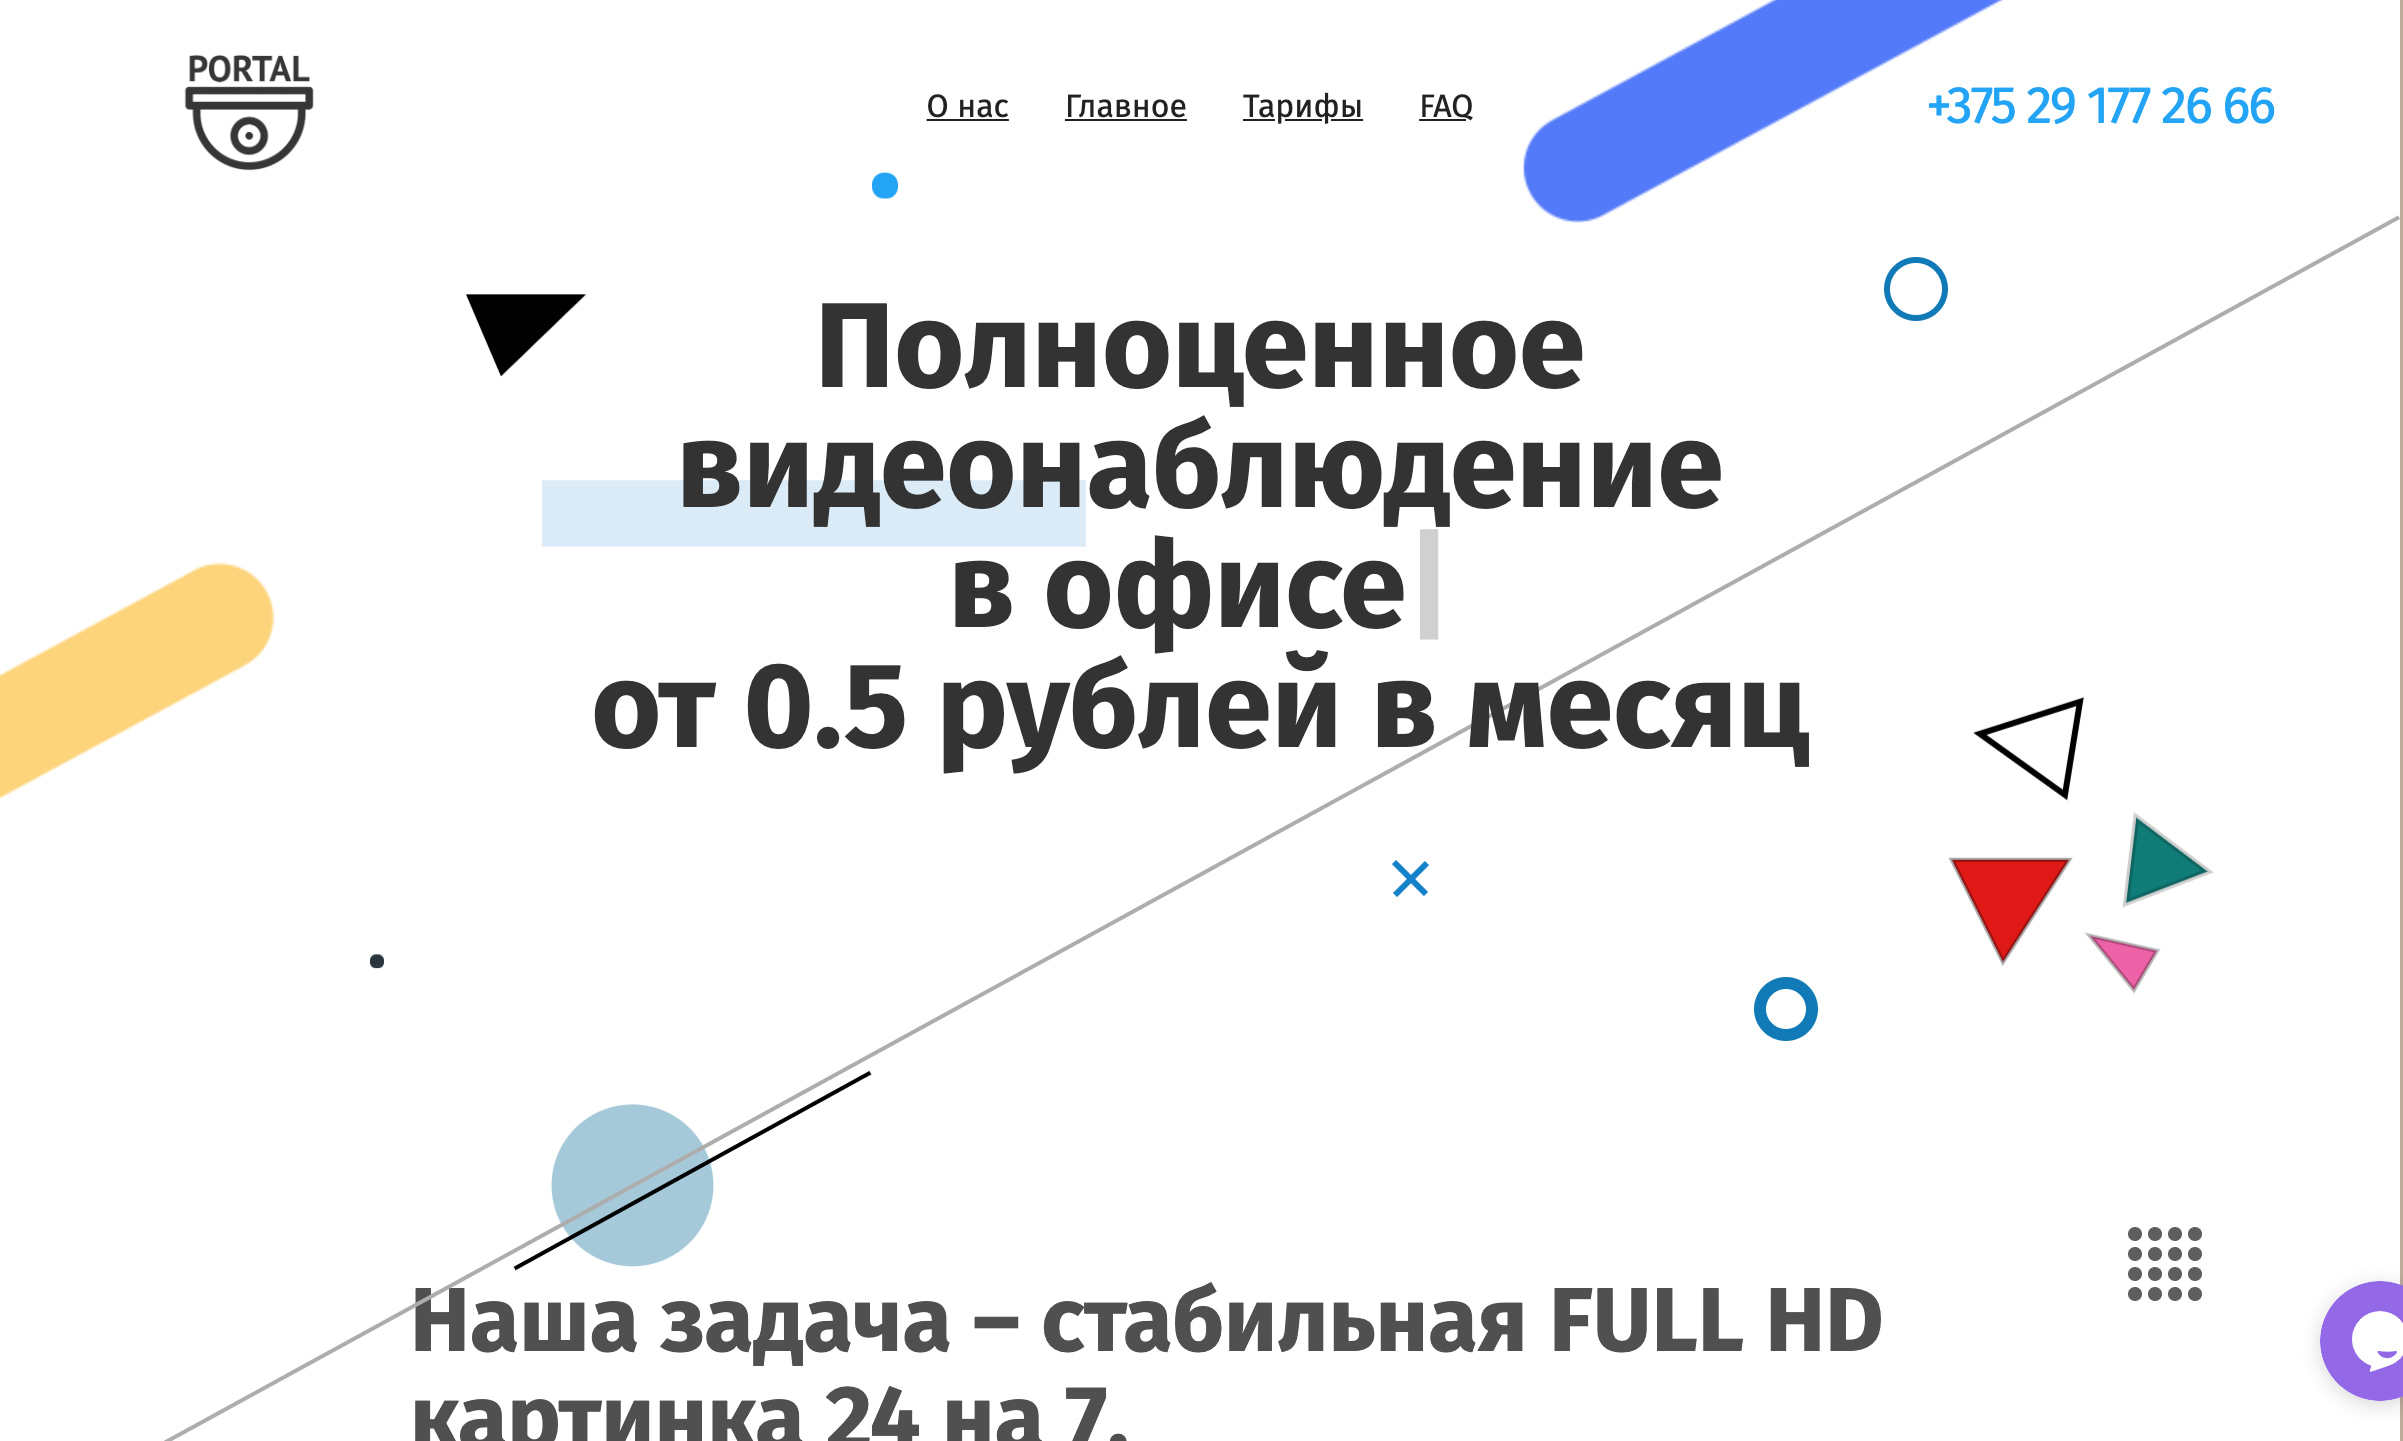 PORTAL
О нас Главное Тарифы FAQ
+375 29 177 26 66
Полноценное
видеонаблюдение
в офисе
от 0.5 рублей в месяц
Наша задача – стабильная FULL HD
картинка 24 на 7.